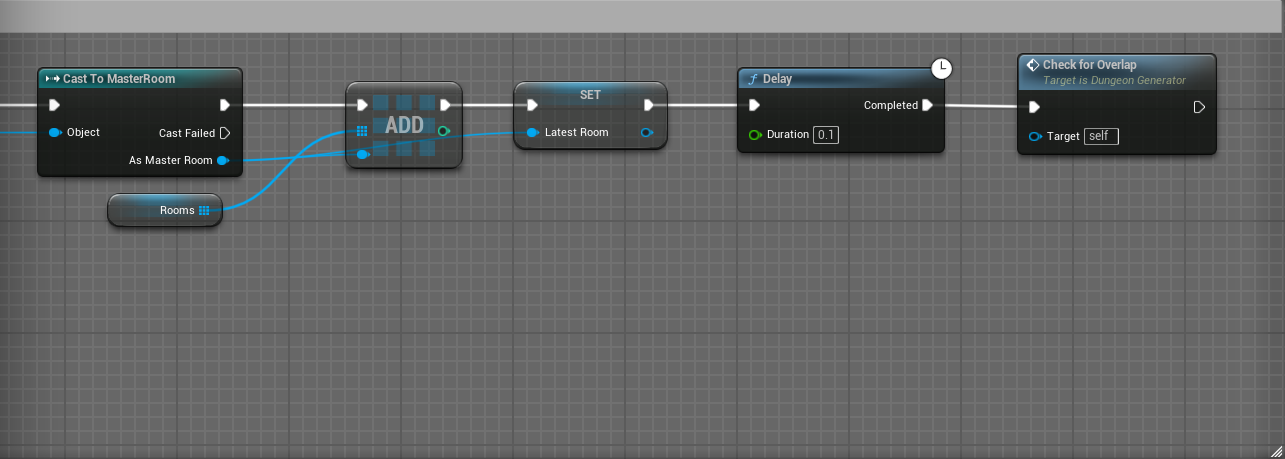 Cast To MasterRoom
Object
Cast Failed
As Master Room
Rooms
ADD
SET
Latest Room
f Delay
Completed
Duration 0.1
Check for Overlap
Target is Dungeon Generator
Target self